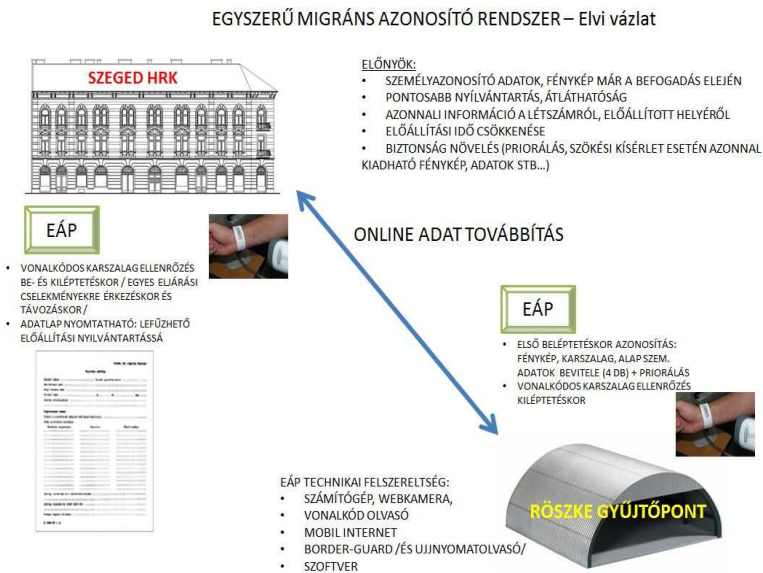 EGYSZERŰ MIGRÁNS AZONOSÍTÓ RENDSZER – Elvi vázlat
SZEGED HRK
ELŐNYÖK:
• SZEMÉLYAZONOSÍTÓ ADATOK, FÉNYKÉP MÁR A BEFOGADÁS ELEJÉN
• PONTOSABB NYÍLVÁNTARTÁS, ÁTLÁTHATÓSÁG
• AZONNALI INFORMÁCIÓ A LÉTSZÁMRÓL, ELŐÁLLÍTOTT HELYÉRŐL
• ELŐÁLLÍTÁSI IDŐ CSÖKKENÉSE
• BIZTONSÁG NÖVELÉS (PRIORÁLÁS, SZÖKÉSI KÍSÉRLET ESETÉN AZONNAL
KIADHATÓ FÉNYKÉP, ADATOK STB...)
EÁP
ONLINE ADAT TOVÁBBÍTÁS
• VONALKÓDOS KARSZALAG ELLENŐRZÉS
BE- ÉS KILÉPTETÉSKOR / EGYES ELJÁRÁSI
CSELEKMÉNYEKRE ÉRKEZÉSKOR ÉS
TÁVOZÁSKOR /
• ADATLAP NYOMTATHATÓ: LEFŰZHETŐ
ELŐÁLLÍTÁSI NYILVÁNTARTÁSSÁ
EÁP
• ELSŐ BELÉPTETÉSKOR AZONOSÍTÁS:
FÉNYKÉP, KARSZALAG, ALAP SZEM.
ADATOK BEVITELE (4 DB) + PRIORÁLÁS
• VONALKÓDOS KARSZALAG ELLENŐRZÉS
KILÉPTETÉSKOR
EÁP TECHNIKAI FELSZERELTSÉG:
• SZÁMÍTÓGÉP, WEBKAMERA,
• VONALKÓD OLVASÓ
• MOBIL INTERNET
• BORDER-GUARD /ÉS UJJNYOMATOLVASÓ/
• SZOFTVER
RÖSZKE GYŰJTŐPONT